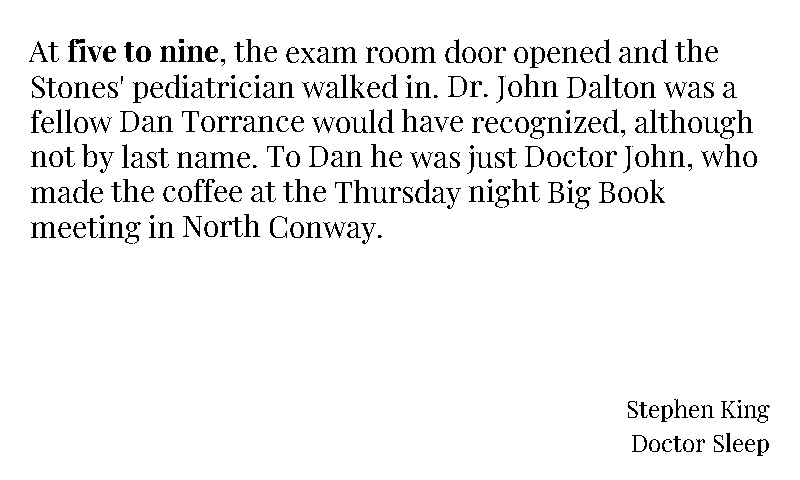 At five to nine, the exam room door opened and the
Stones' pediatrician walked in. Dr. John Dalton was a
fellow Dan Torrance would have recognized, although
not by last name. To Dan he was just Doctor John, who
made the coffee at the Thursday night Big Book
meeting in North Conway.
Stephen King
Doctor Sleep